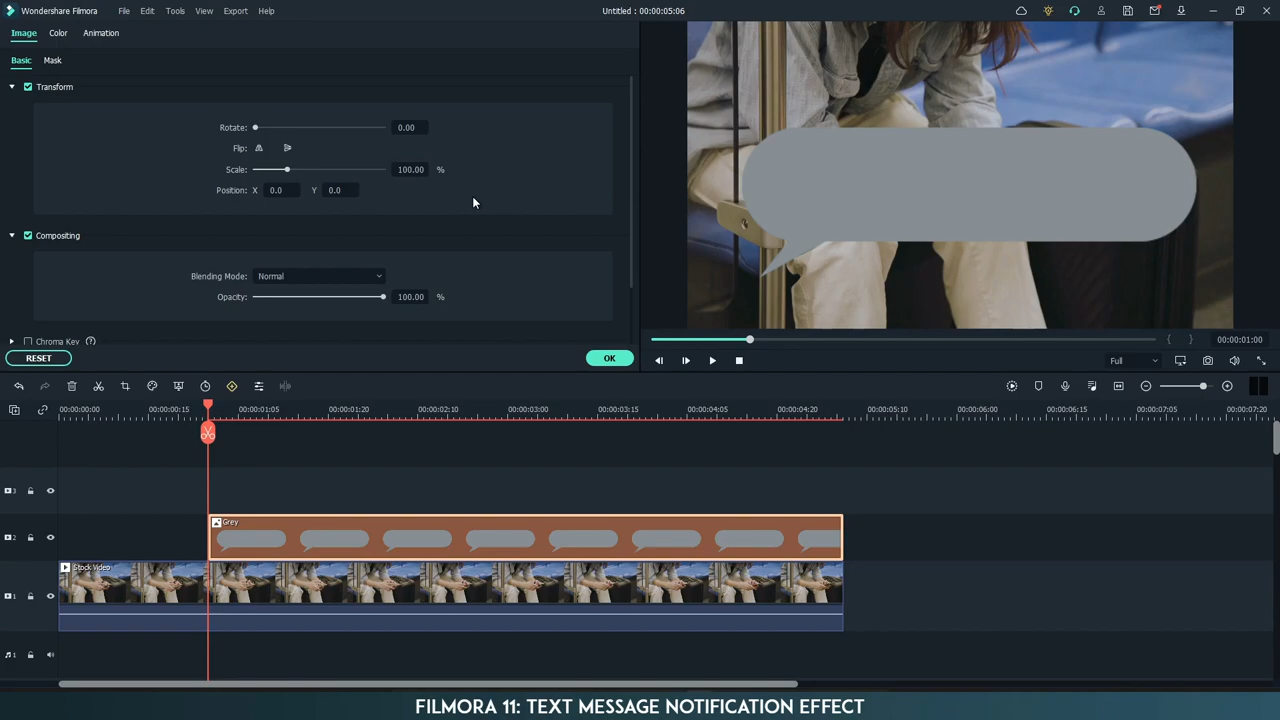 Wondershare Filmora File Edit Tools View Export Help Untitled : 00:00:05:06
Image Color Animation
Basic Mask
Transform
Rotate: 0.00
Flip:
Scale: 100.00 %
Position: X 0.0 Y 0.0
Compositing
Blending Mode: Normal
Opacity: 100.00 %
Chroma Key
RESET OK
00:00:01:00
Full
00:00:00:00 00:00:00:15 00:00:01:05 00:00:01:20 00:00:02:10 00:00:03:00 00:00:03:15 00:00:04:05 00:00:04:20 00:00:05:10 00:00:06:00 00:00:06:15 00:00:07:05 00:00:07:20
3
2 Grey
1 Stock Video
1
FILMORA 11: TEXT MESSAGE NOTIFICATION EFFECT